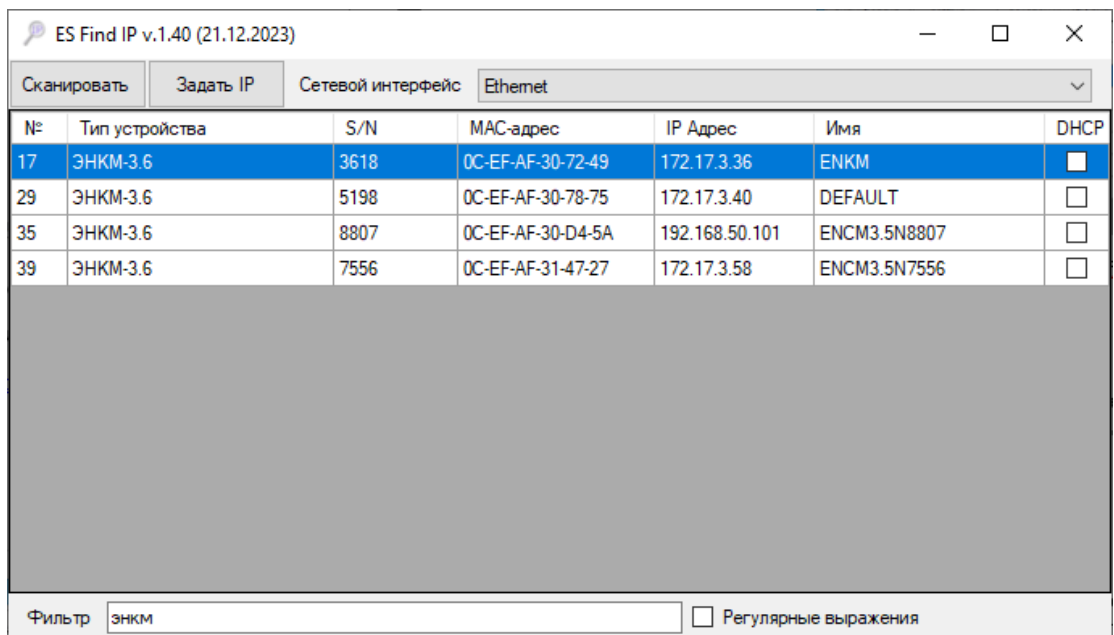 ES Find IP v.1.40 (21.12.2023)
Сканировать Задать IP Сетевой интерфейс Ethernet
№ Тип устройства S/N MAC-адрес IP Адрес Имя DHCP
17 ЭНКМ-3.6 3618 0C-EF-AF-30-72-49 172.17.3.36 ENKM
29 ЭНКМ-3.6 5198 0C-EF-AF-30-78-75 172.17.3.40 DEFAULT
35 ЭНКМ-3.6 8807 0C-EF-AF-30-D4-5A 192.168.50.101 ENCM3.5N8807
39 ЭНКМ-3.6 7556 0C-EF-AF-31-47-27 172.17.3.58 ENCM3.5N7556
Фильтр энкм Регулярные выражения